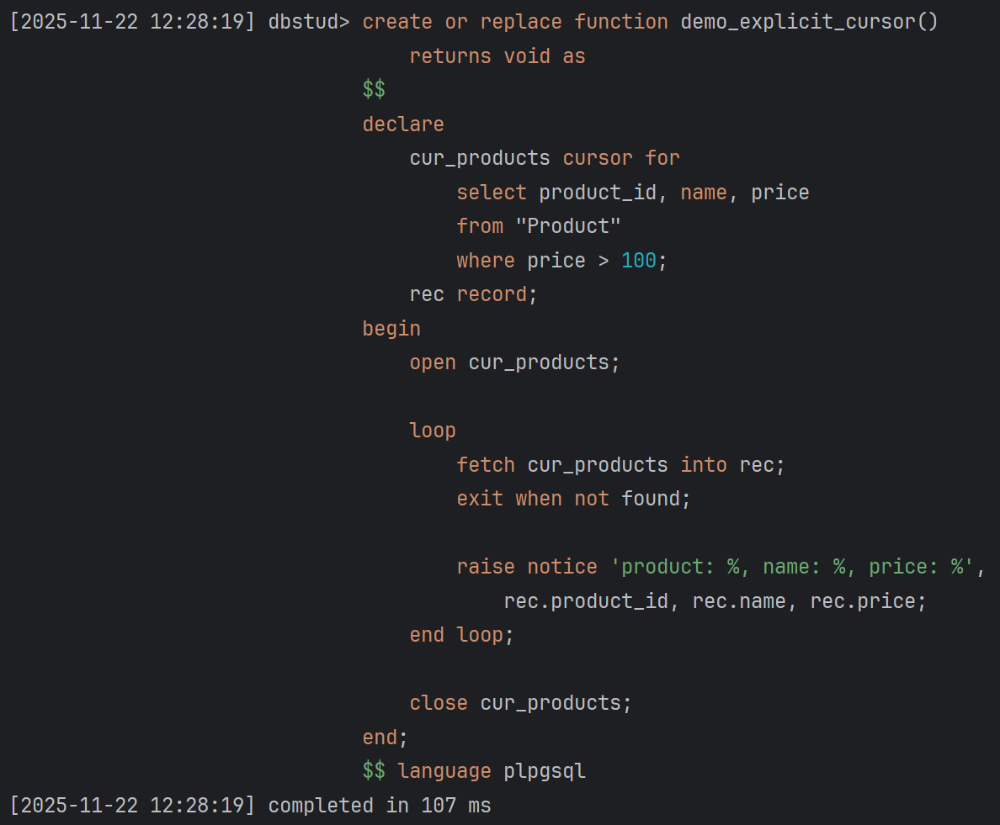 [2025-11-22 12:28:19] dbstud> create or replace function demo_explicit_cursor()
returns void as
$$
declare
cur_products cursor for
select product_id, name, price
from "Product"
where price > 100;
rec record;
begin
open cur_products;
loop
fetch cur_products into rec;
exit when not found;
raise notice 'product: %, name: %, price: %',
rec.product_id, rec.name, rec.price;
end loop;
close cur_products;
end;
$$ language plpgsql
[2025-11-22 12:28:19] completed in 107 ms